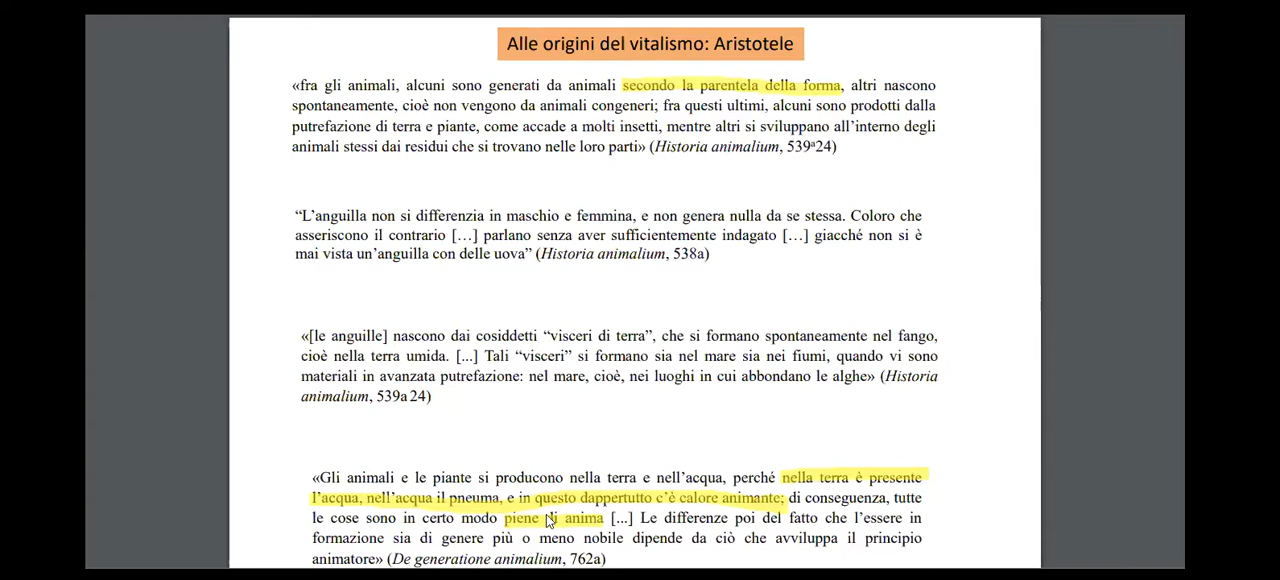 Alle origini del vitalismo: Aristotele
«fra gli animali, alcuni sono generati da animali secondo la parentela della forma, altri nascono
spontaneamente, cioè non vengono da animali congeneri; fra questi ultimi, alcuni sono prodotti dalla
putrefazione di terra e piante, come accade a molti insetti, mentre altri si sviluppano all’interno degli
animali stessi dai residui che si trovano nelle loro parti» (Historia animalium, 539ª24)
“L’anguilla non si differenzia in maschio e femmina, e non genera nulla da se stessa. Coloro che
asseriscono il contrario […] parlano senza aver sufficientemente indagato […] giacché non si è
mai vista un’anguilla con delle uova” (Historia animalium, 538a)
«[le anguille] nascono dai cosiddetti “visceri di terra”, che si formano spontaneamente nel fango,
cioè nella terra umida. [...] Tali “visceri” si formano sia nel mare sia nei fiumi, quando vi sono
materiali in avanzata putrefazione: nel mare, cioè, nei luoghi in cui abbondano le alghe» (Historia
animalium, 539a 24)
«Gli animali e le piante si producono nella terra e nell’acqua, perché nella terra è presente
l’acqua, nell’acqua il pneuma, e in questo dappertutto c’è calore animante; di conseguenza, tutte
le cose sono in certo modo piene di anima [...] Le differenze poi del fatto che l’essere in
formazione sia di genere più o meno nobile dipende da ciò che avviluppa il principio
animatore» (De generatione animalium, 762a)